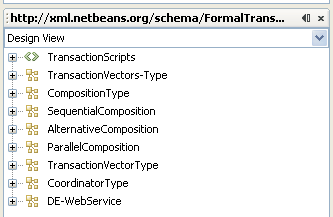 http://xml.netbeans.org/schema/FormalTrans...
Design View
TransactionScripts
TransactionVectors-Type
CompositionType
SequentialComposition
AlternativeComposition
ParallelComposition
TransactionVectorType
CoordinatorType
DE-WebService